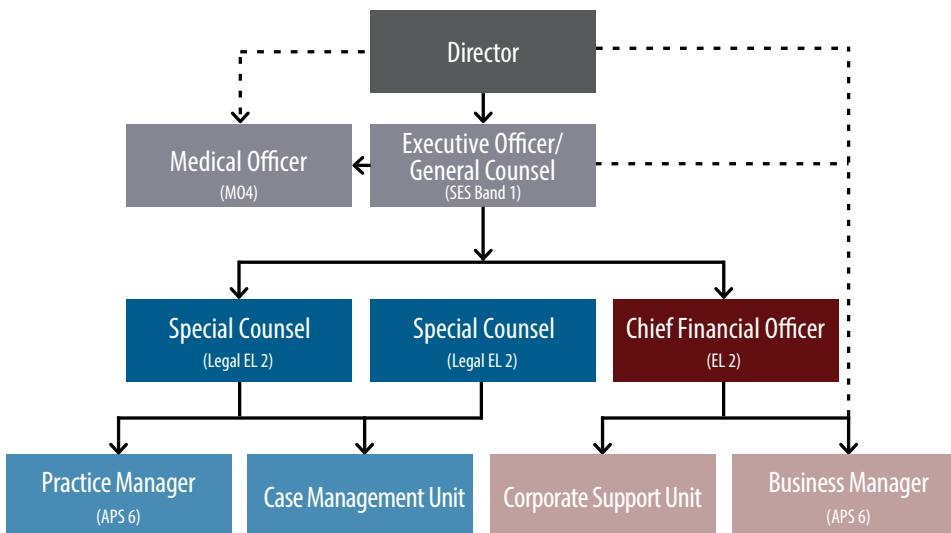 Director
Medical Officer
(MO4)
Executive Officer/
General Counsel
(SES Band 1)
Special Counsel
(Legal EL 2)
Special Counsel
(Legal EL 2)
Chief Financial Officer
(EL 2)
Practice Manager
(APS 6)
Case Management Unit
Corporate Support Unit
Business Manager
(APS 6)